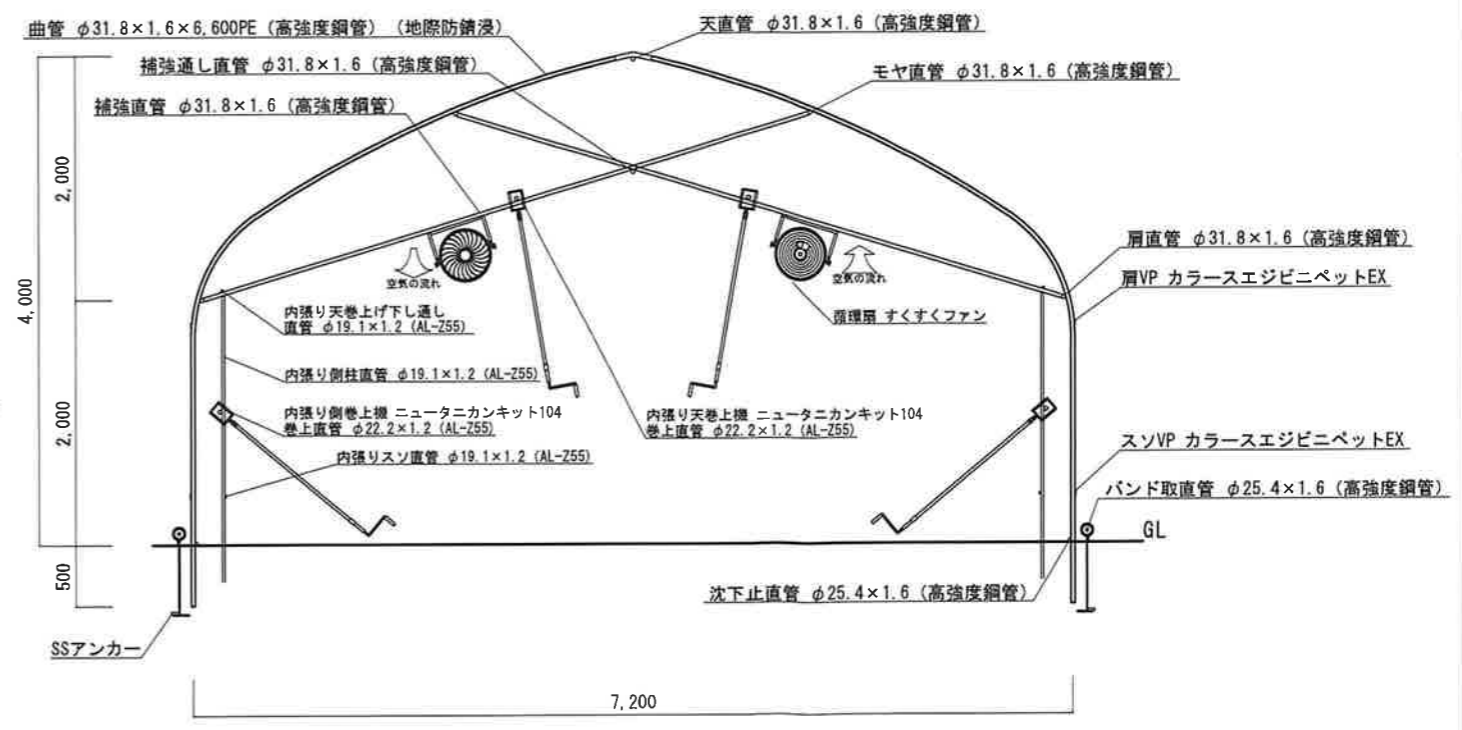 曲管 φ31.8×1.6×6,600PE (高強度鋼管) (地際防錆浸)
天直管 φ31.8×1.6 (高強度鋼管)
補強通し直管 φ31.8×1.6 (高強度鋼管)
モヤ直管 φ31.8×1.6 (高強度鋼管)
補強直管 φ31.8×1.6 (高強度鋼管)
2,000
4,000
肩直管 φ31.8×1.6 (高強度鋼管)
肩VP カラースエジビニペットEX
空気の流れ
空気の流れ
内張り天巻上げ下し通し
直管 φ19.1×1.2 (AL-Z55)
循環扇 すくすくファン
内張り側柱直管 φ19.1×1.2 (AL-Z55)
内張り側巻上機 ニュータニカンキット104
巻上直管 φ22.2×1.2 (AL-Z55)
内張り天巻上機 ニュータニカンキット104
巻上直管 φ22.2×1.2 (AL-Z55)
2,000
スソVP カラースエジビニペットEX
内張りスソ直管 φ19.1×1.2 (AL-Z55)
バンド取直管 φ25.4×1.6 (高強度鋼管)
GL
500
沈下止直管 φ25.4×1.6 (高強度鋼管)
SSアンカー
7,200